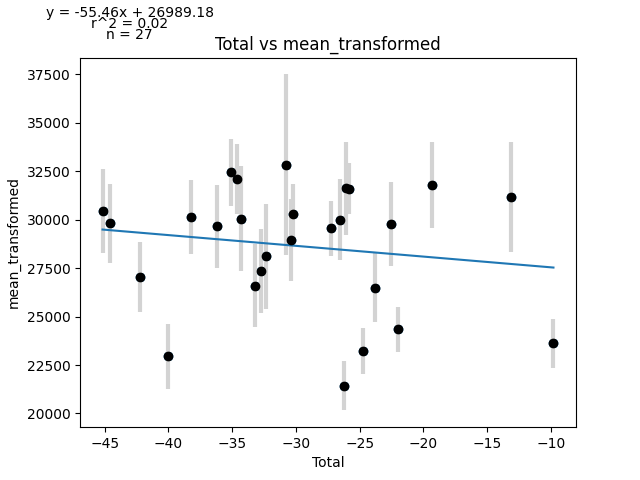 y = -55.46x + 26989.18
r^2 = 0.02
n = 27
Total vs mean_transformed
37500
35000
32500
30000
27500
25000
22500
20000
mean_transformed
−45
−40
−35
−30
−25
−20
−15
−10
Total